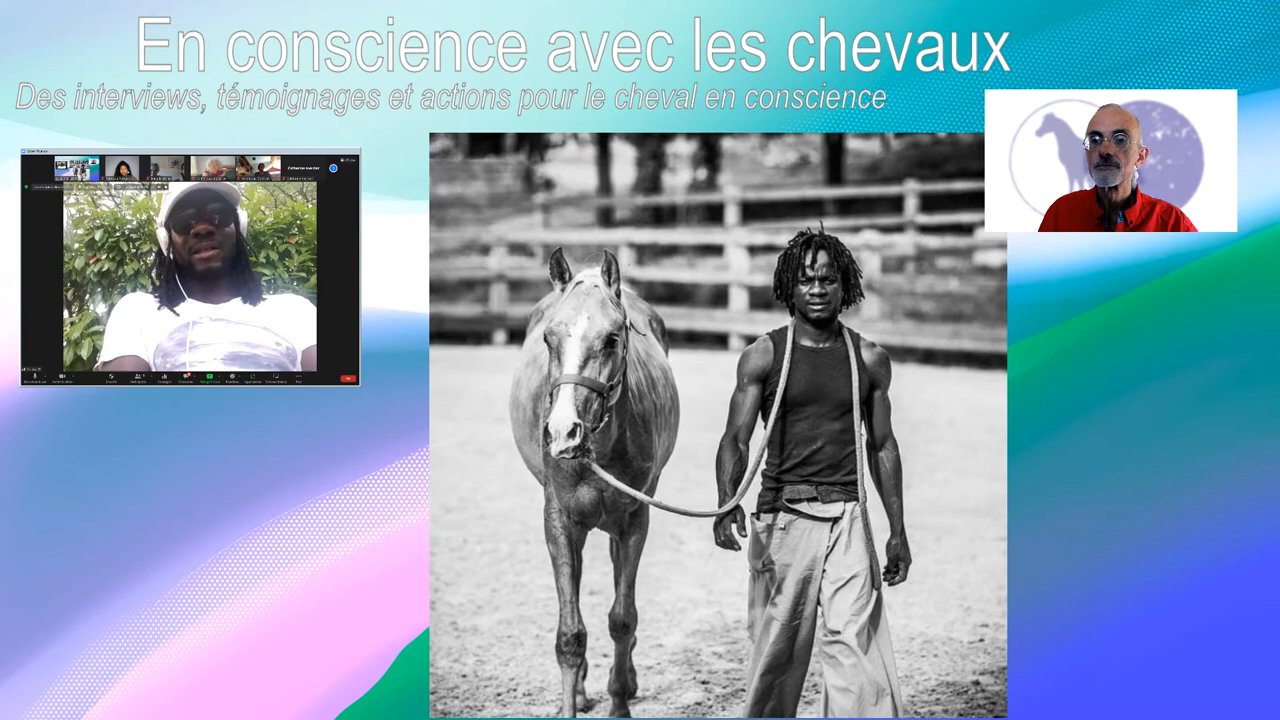 En conscience avec les chevaux
Des interviews, témoignages et actions pour le cheval en conscience